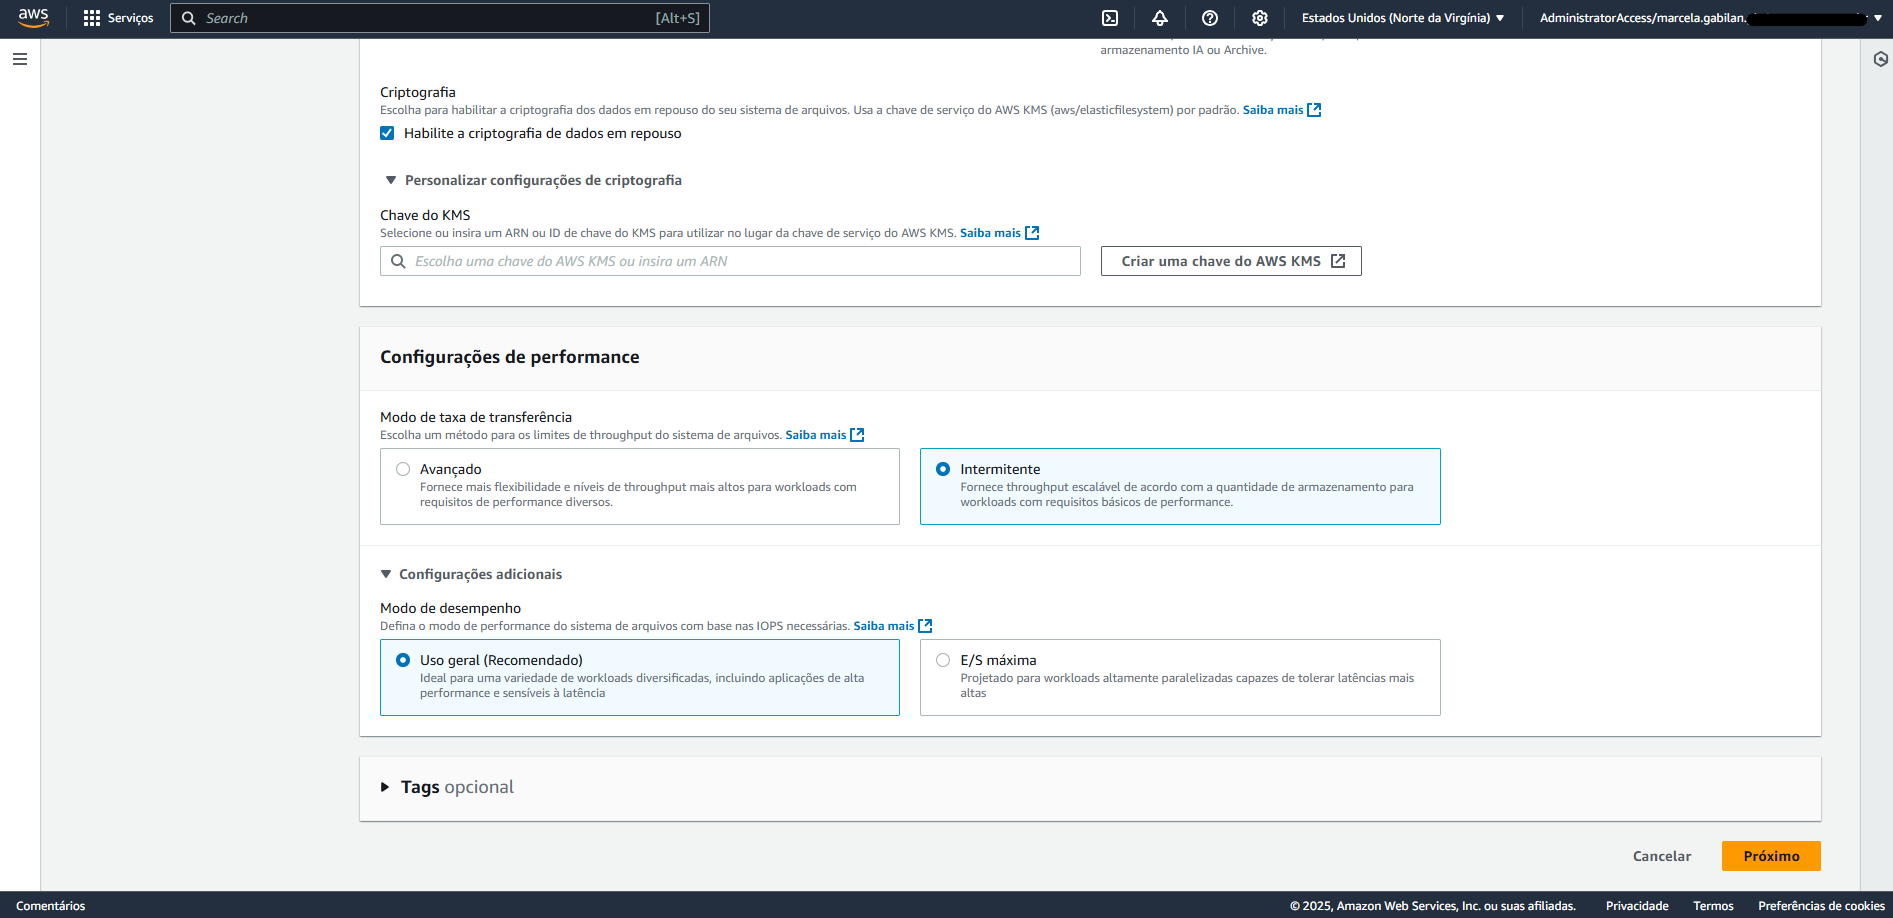 aws
Serviços
Search
[Alt+S]
Estados Unidos (Norte da Virgínia)
AdministratorAccess/marcela.gabilan.
armazenamento IA ou Archive.
Criptografia
Escolha para habilitar a criptografia dos dados em repouso do seu sistema de arquivos. Usa a chave de serviço do AWS KMS (aws/elasticfilesystem) por padrão. Saiba mais
Habilite a criptografia de dados em repouso
Personalizar configurações de criptografia
Chave do KMS
Selecione ou insira um ARN ou ID de chave do KMS para utilizar no lugar da chave de serviço do AWS KMS. Saiba mais
Escolha uma chave do AWS KMS ou insira um ARN
Criar uma chave do AWS KMS
Configurações de performance
Modo de taxa de transferência
Escolha um método para os limites de throughput do sistema de arquivos. Saiba mais
Avançado
Fornece mais flexibilidade e níveis de throughput mais altos para workloads com
requisitos de performance diversos.
Intermitente
Fornece throughput escalável de acordo com a quantidade de armazenamento para
workloads com requisitos básicos de performance.
Configurações adicionais
Modo de desempenho
Defina o modo de performance do sistema de arquivos com base nas IOPS necessárias. Saiba mais
Uso geral (Recomendado)
Ideal para uma variedade de workloads diversificadas, incluindo aplicações de alta
performance e sensíveis à latência
E/S máxima
Projetado para workloads altamente paralelizadas capazes de tolerar latências mais
altas
Tags opcional
Cancelar
Próximo
Comentários
© 2025, Amazon Web Services, Inc. ou suas afiliadas.
Privacidade
Termos
Preferências de cookies